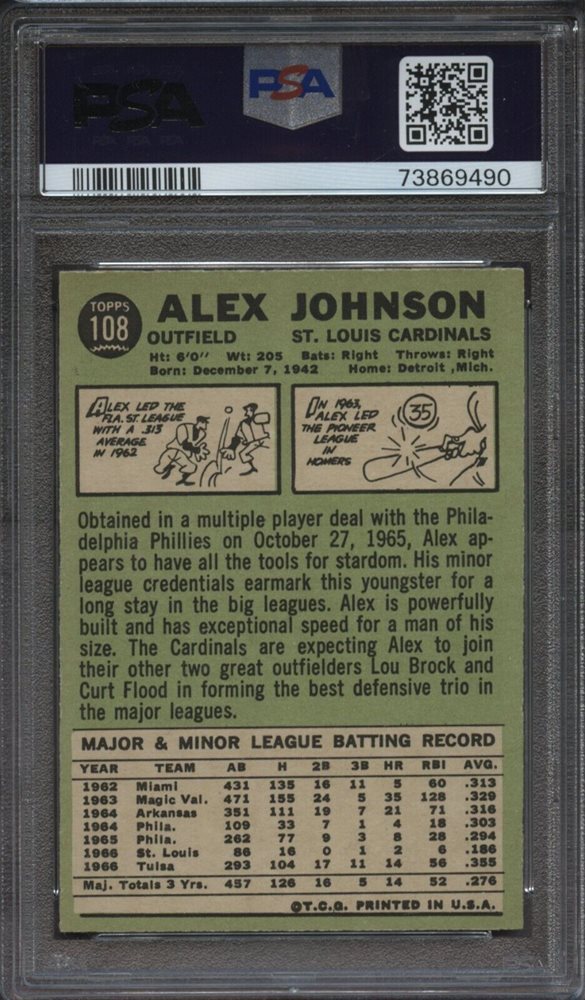 PSA
PSA
73869490
TOPPS
108
ALEX JOHNSON
OUTFIELD ST. LOUIS CARDINALS
Ht: 6'0" Wt: 205 Bats: Right Throws: Right
Born: December 7, 1942 Home: Detroit ,Mich.
ALEX LED THE
FLA. ST. LEAGUE
WITH A .313
AVERAGE
IN 1962
IN 1963,
ALEX LED
THE PIONEER
LEAGUE
IN
HOMERS
35
Obtained in a multiple player deal with the Phila-
delphia Phillies on October 27, 1965, Alex ap-
pears to have all the tools for stardom. His minor
league credentials earmark this youngster for a
long stay in the big leagues. Alex is powerfully
built and has exceptional speed for a man of his
size. The Cardinals are expecting Alex to join
their other two great outfielders Lou Brock and
Curt Flood in forming the best defensive trio in
the major leagues.
MAJOR & MINOR LEAGUE BATTING RECORD
YEAR TEAM AB H 2B 3B HR RBI AVG.
1962 Miami 431 135 16 11 5 60 .313
1963 Magic Val. 471 155 24 5 35 128 .329
1964 Arkansas 351 111 19 7 21 71 .316
1964 Phila. 109 33 7 1 4 18 .303
1965 Phila. 262 77 9 3 8 28 .294
1966 St. Louis 86 16 0 1 2 6 .186
1966 Tulsa 293 104 17 11 14 56 .355
Maj. Totals 3 Yrs. 457 126 16 5 14 52 .276
©T.C.G. PRINTED IN U.S.A.